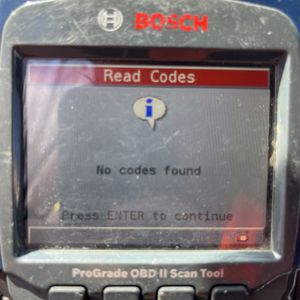 BOSCH
Read Codes
i
No codes found
Press ENTER to continue
ProGrade OBD II Scan Tool